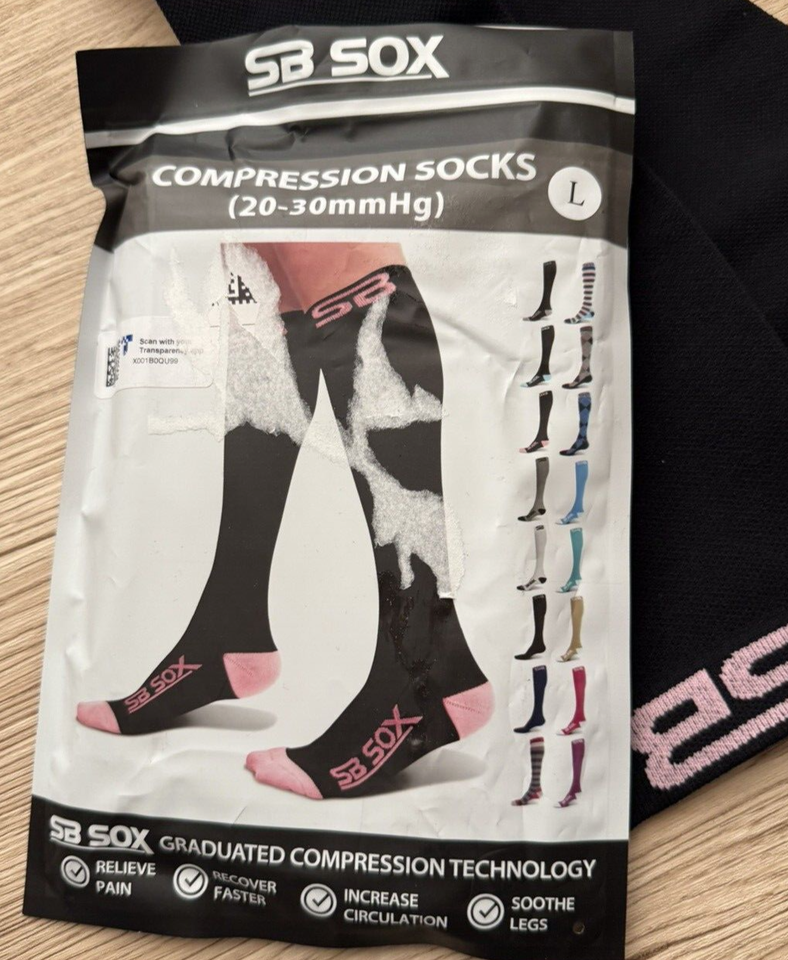 SB SOX
COMPRESSION SOCKS
(20-30mmHg)
L
SB
Scan with your
Transparency app
X001B0QU99
SB SOX
SB SOX
SB SOX GRADUATED COMPRESSION TECHNOLOGY
RELIEVE
PAIN
RECOVER
FASTER
INCREASE
CIRCULATION
SOOTHE
LEGS